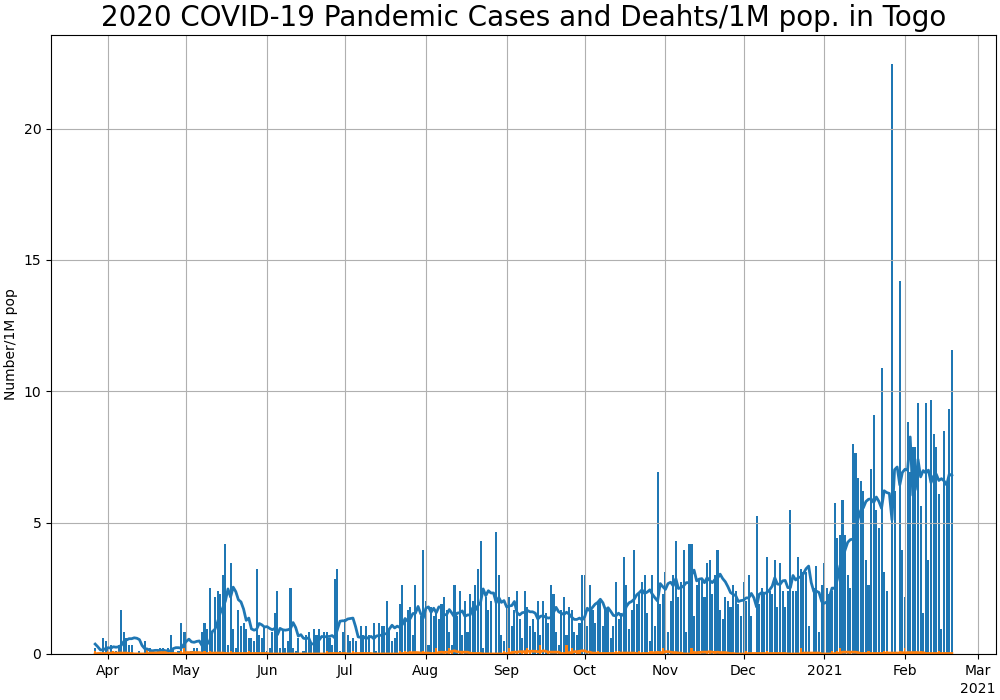 2020 COVID-19 Pandemic Cases and Deahts/1M pop. in Togo
Number/1M pop
20
15
10
5
0
Apr May Jun Jul Aug Sep Oct Nov Dec 2021 Feb Mar
2021